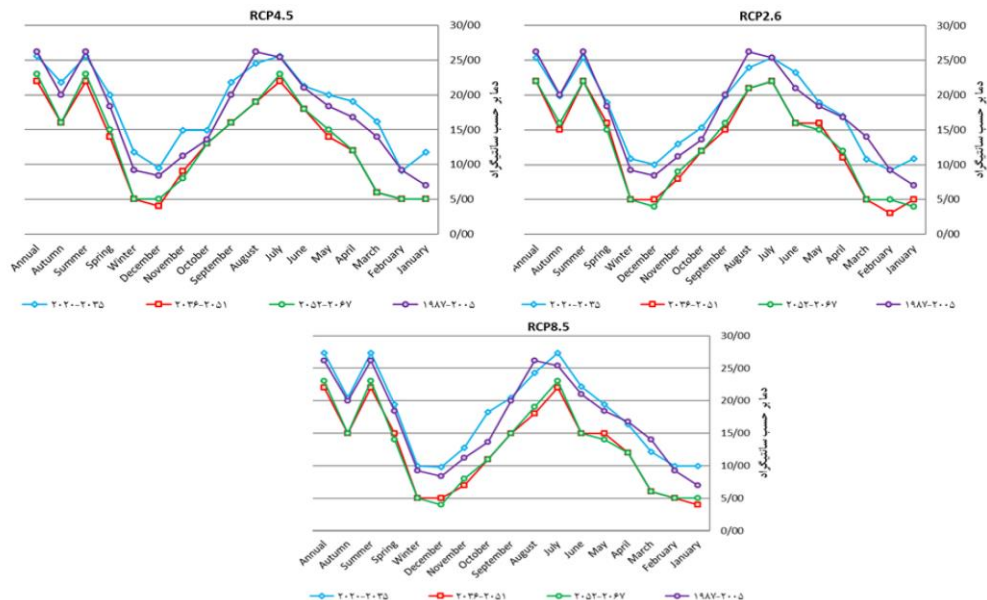 RCP4.5
30/00
25/00
20/00
15/00
10/00
5/00
0/00
دما بر حسب سانتیگراد
Annual Autumn Summer Spring Winter December November October September August July June May April March February January
۲۰۲۰-۲۰۳۵ ۲۰۳۶-۲۰۵۱ ۲۰۵۲-۲۰۶۷ ۱۹۸۷-۲۰۰۵
RCP2.6
30/00
25/00
20/00
15/00
10/00
5/00
0/00
دما بر حسب سانتیگراد
Annual Autumn Summer Spring Winter December November October September August July June May April March February January
۲۰۲۰-۲۰۳۵ ۲۰۳۶-۲۰۵۱ ۲۰۵۲-۲۰۶۷ ۱۹۸۷-۲۰۰۵
RCP8.5
30/00
25/00
20/00
15/00
10/00
5/00
0/00
دما بر حسب سانتیگراد
Annual Autumn Summer Spring Winter December November October September August July June May April March February January
۲۰۲۰-۲۰۳۵ ۲۰۳۶-۲۰۵۱ ۲۰۵۲-۲۰۶۷ ۱۹۸۷-۲۰۰۵